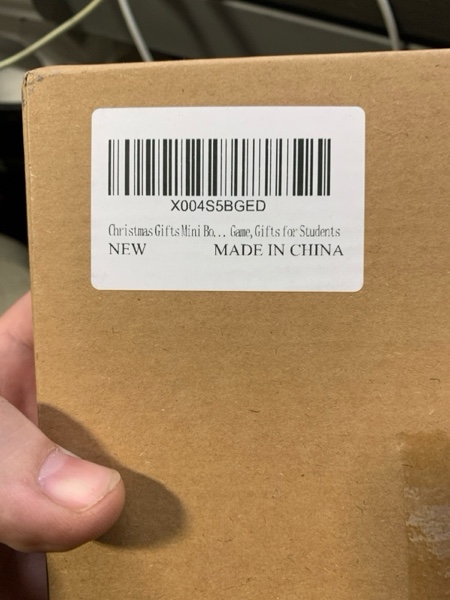 X004S5BGED
Christmas Gifts Mini Bo... Game, Gifts for Students
NEW MADE IN CHINA